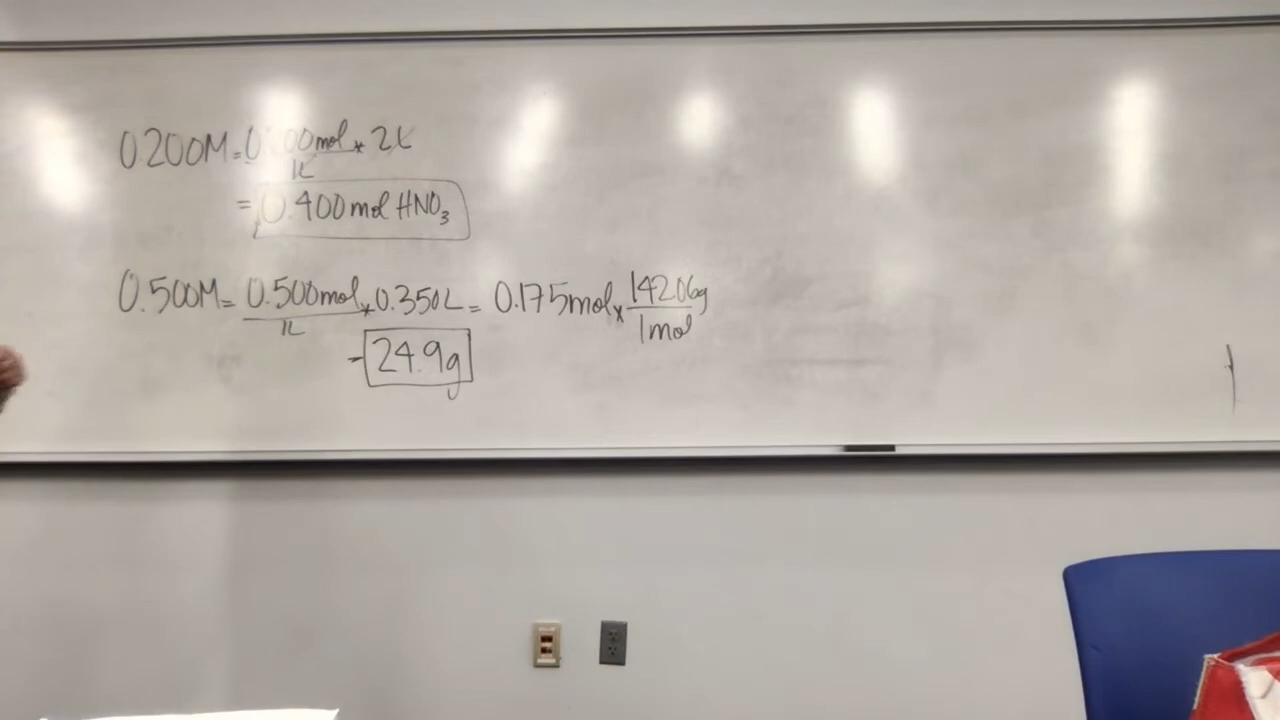 0.200M = 0.200mol * 2L
1L
= 0.400 mol HNO₃
0.500M = 0.500mol * 0.350L = 0.175mol x 142.06g
1L 1mol
= 24.9g